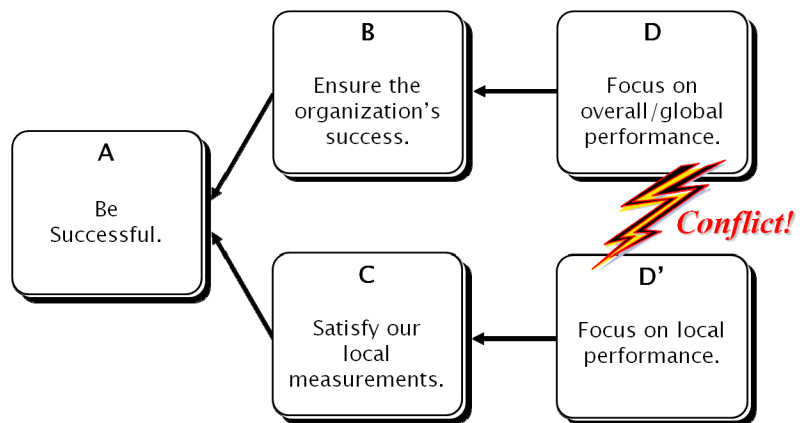 A
Be
Successful.
B
Ensure the
organization's
success.
D
Focus on
overall/global
performance.
Conflict!
C
Satisfy our
local
measurements.
D'
Focus on local
performance.